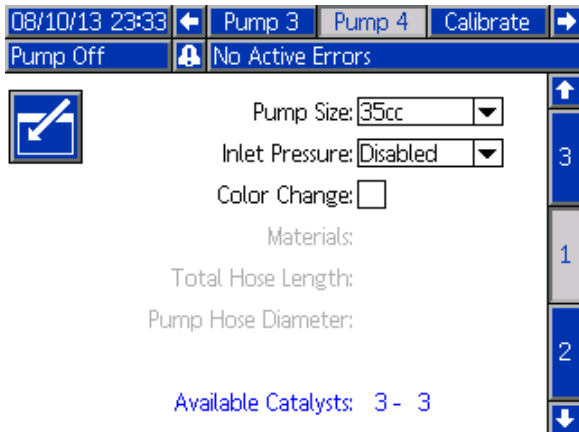 08/10/13 23:33 Pump 3 Pump 4 Calibrate
Pump Off No Active Errors
Pump Size: 35cc
Inlet Pressure: Disabled
3
Color Change:
Materials:
1
Total Hose Length:
Pump Hose Diameter:
2
Available Catalysts: 3 - 3